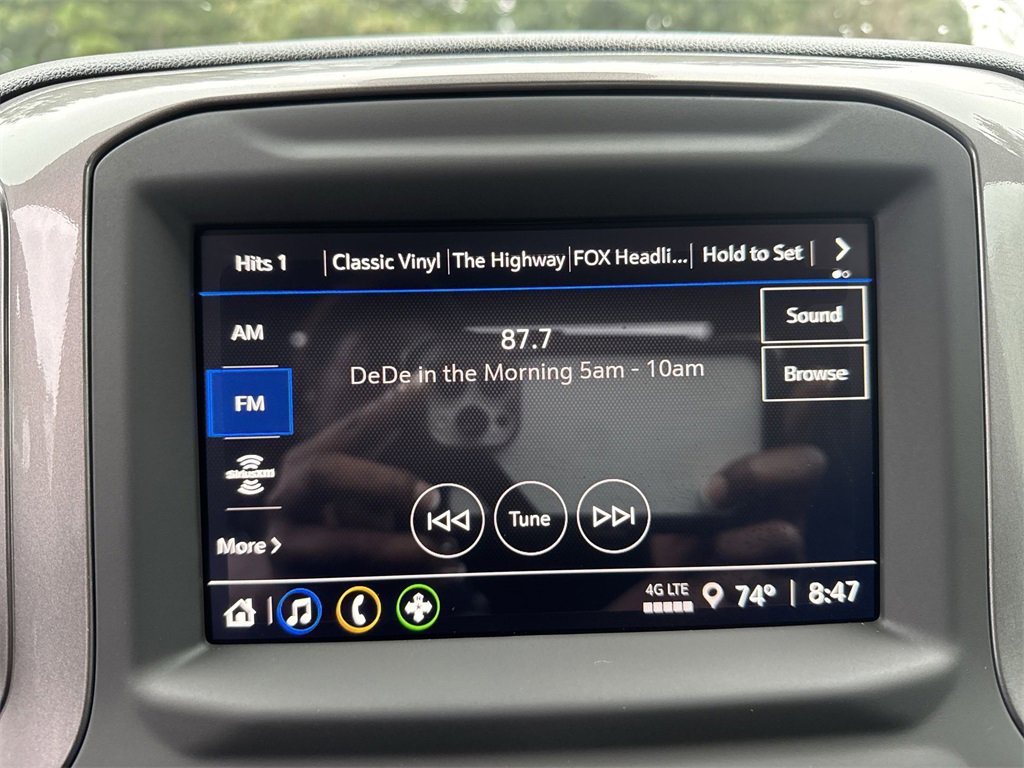 Hits 1 | Classic Vinyl | The Highway | FOX Headli... | Hold to Set |
Sound
AM
87.7
DeDe in the Morning 5am - 10am
Browse
FM
SiriusXM
Tune
More
4G LTE 74° | 8:47